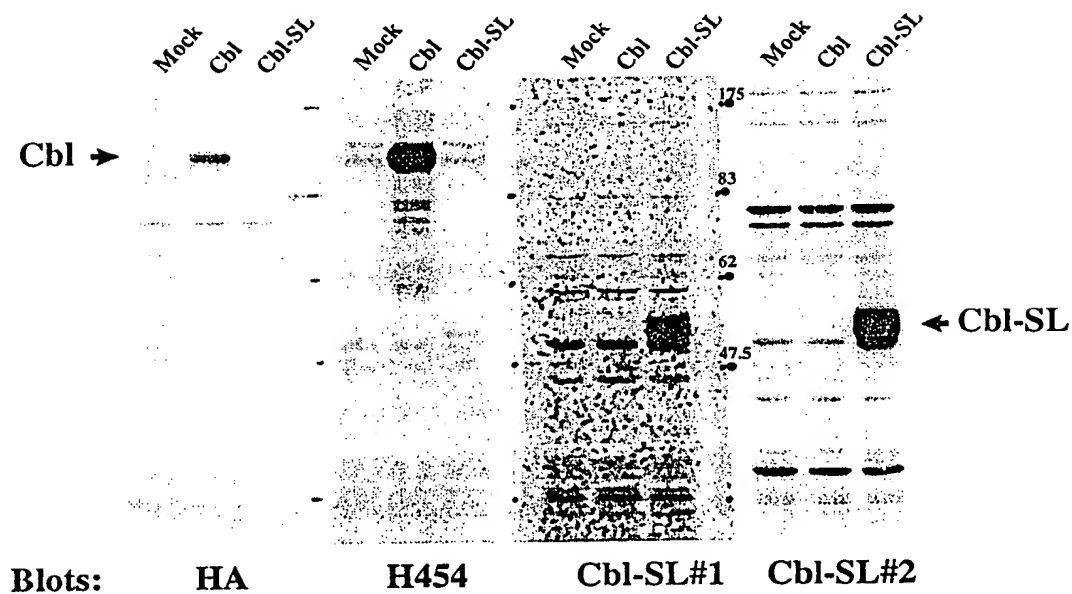 Mock Cbl Cbl-SL Mock Cbl Cbl-SL Mock Cbl Cbl-SL Mock Cbl Cbl-SL
175
Cbl
83
62
Cbl-SL
47.5
Blots: HA H454 Cbl-SL#1 Cbl-SL#2